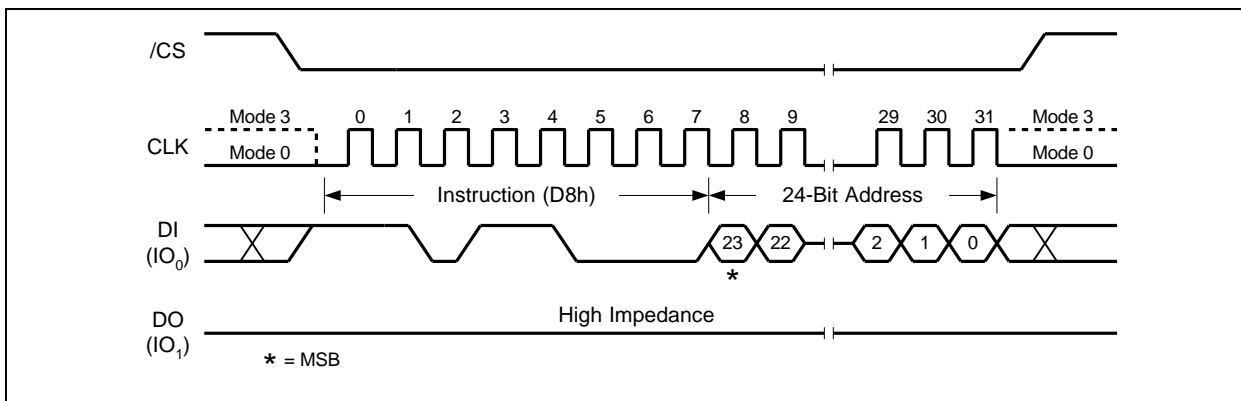 /CS
Mode 3 0 1 2 3 4 5 6 7 8 9 29 30 31 Mode 3
CLK
Mode 0 Mode 0
Instruction (D8h) 24-Bit Address
DI
(IO₀)
23 22 2 1 0
*
High Impedance
DO
(IO₁)
* = MSB